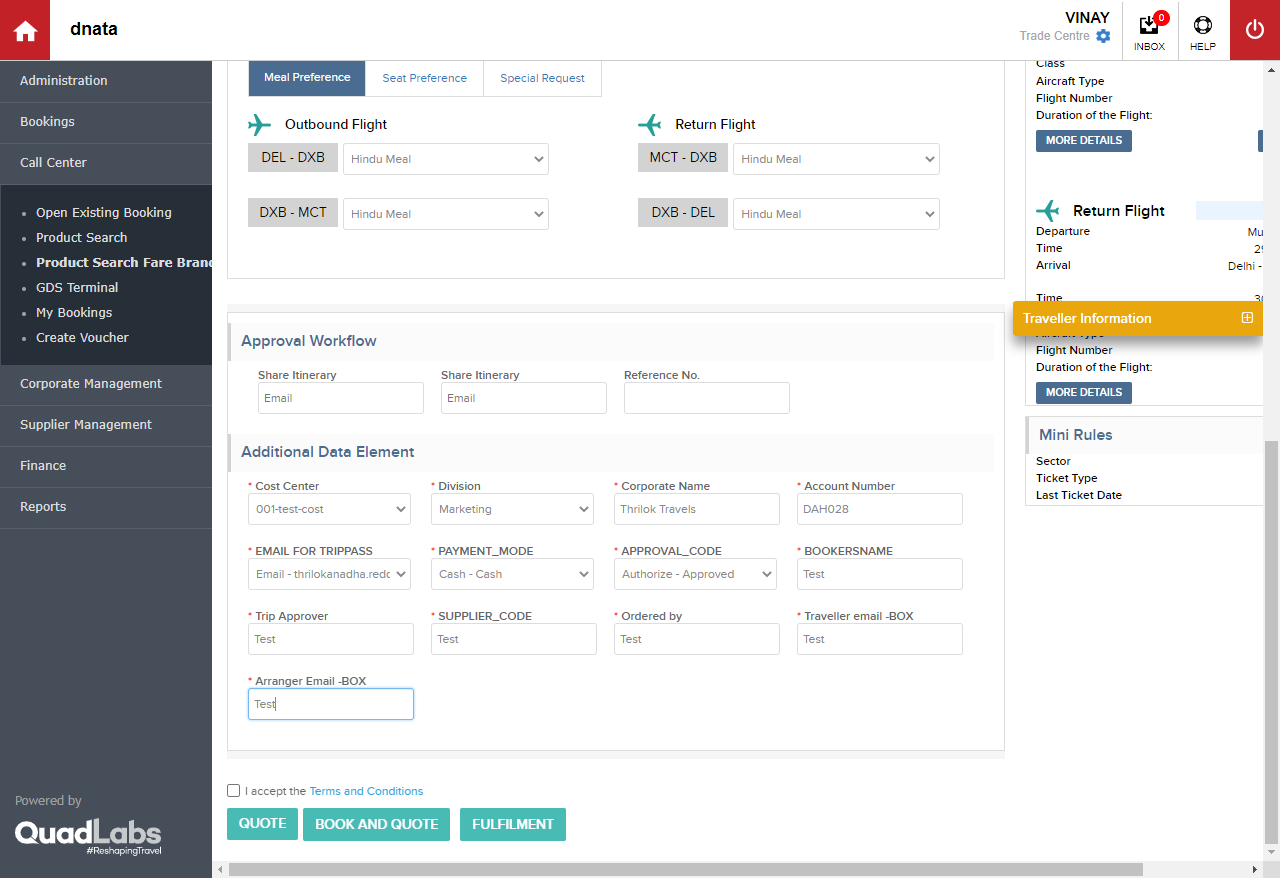 dnata
VINAY
Trade Centre
0
INBOX
HELP
Administration
Bookings
Call Center
Open Existing Booking
Product Search
Product Search Fare Bran
GDS Terminal
My Bookings
Create Voucher
Corporate Management
Supplier Management
Finance
Reports
Powered by
QuadLabs
#ReshapingTravel
Meal Preference
Seat Preference
Special Request
Outbound Flight
Return Flight
DEL - DXB
Hindu Meal
MCT - DXB
Hindu Meal
DXB - MCT
Hindu Meal
DXB - DEL
Hindu Meal
Approval Workflow
Share Itinerary
Share Itinerary
Reference No.
Email
Email
Additional Data Element
* Cost Center
* Division
* Corporate Name
* Account Number
001-test-cost
Marketing
Thrilok Travels
DAH028
* EMAIL FOR TRIPPASS
* PAYMENT_MODE
* APPROVAL_CODE
* BOOKERSNAME
Email - thrilokanadha.redd
Cash - Cash
Authorize - Approved
Test
* Trip Approver
* SUPPLIER_CODE
* Ordered by
* Traveller email -BOX
Test
Test
Test
Test
* Arranger Email -BOX
Test
I accept the Terms and Conditions
QUOTE
BOOK AND QUOTE
FULFILMENT
Class
Aircraft Type
Flight Number
Duration of the Flight:
MORE DETAILS
Return Flight
Departure
Mu
Time
29
Arrival
Delhi -
Time
30
Traveller Information
Aircraft Type
Flight Number
Duration of the Flight:
MORE DETAILS
Mini Rules
Sector
Ticket Type
Last Ticket Date